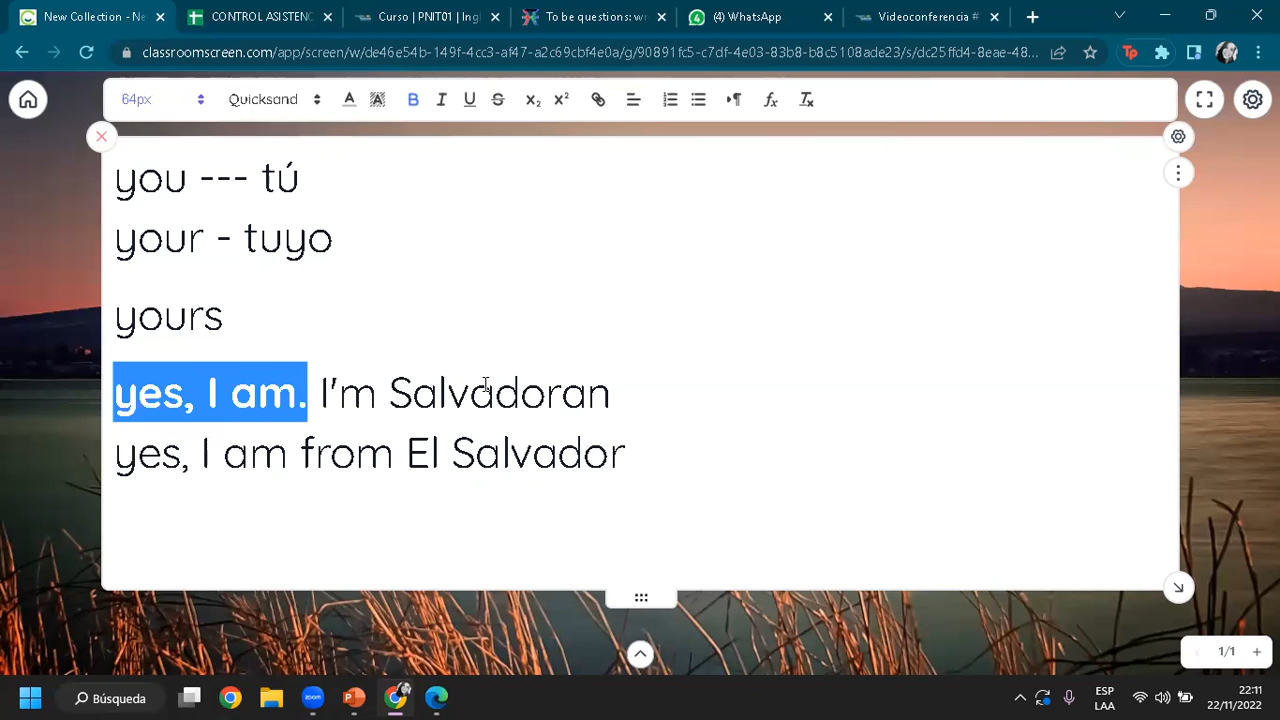 New Collection - Ne
CONTROL ASISTENC
Curso | PNIT01 | Ingl
To be questions: wr
(4) WhatsApp
Videoconferencia #
classroomscreen.com/app/screen/w/de46e54b-149f-4cc3-af47-a2c69cbf4e0a/g/90891fc5-c7df-4e03-83b8-b8c5108ade23/s/dc25ffd4-8eae-48...
64px
Quicksand
you --- tú
your - tuyo
yours
yes, I am. I'm Salvadoran
yes, I am from El Salvador
1/1
Búsqueda
zoom
ESP
LAA
22:11
22/11/2022